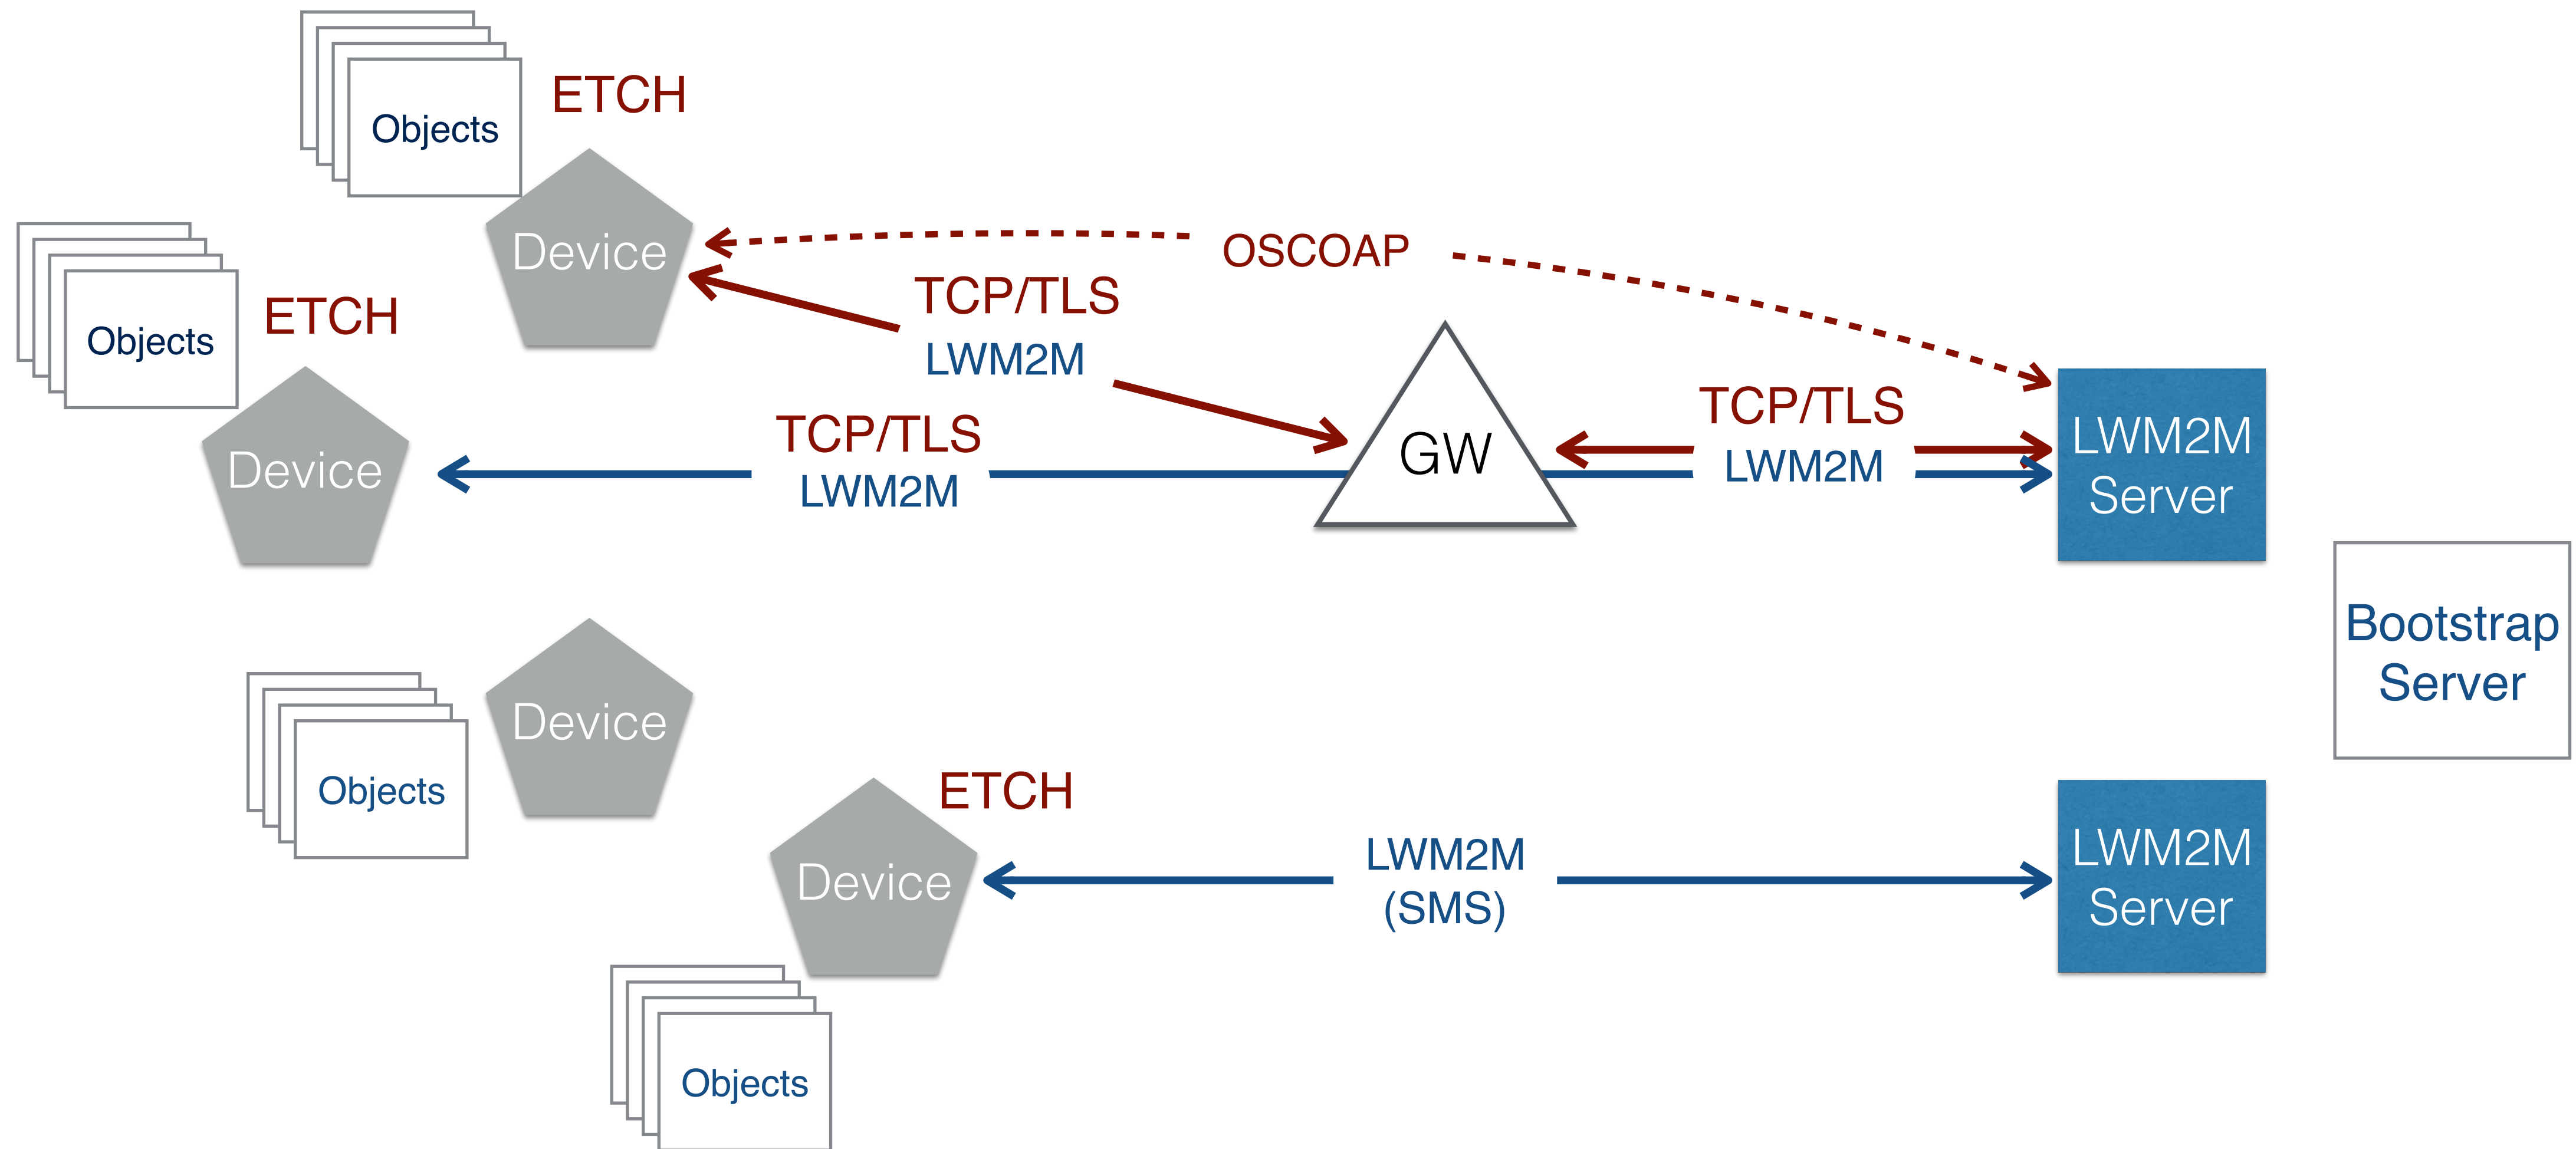 ETCH
Objects
Device
OSCOAP
TCP/TLS
LWM2M
ETCH
Objects
Device
TCP/TLS
LWM2M
GW
TCP/TLS
LWM2M
LWM2M
Server
Bootstrap
Server
Device
Objects
ETCH
Device
LWM2M
(SMS)
LWM2M
Server
Objects